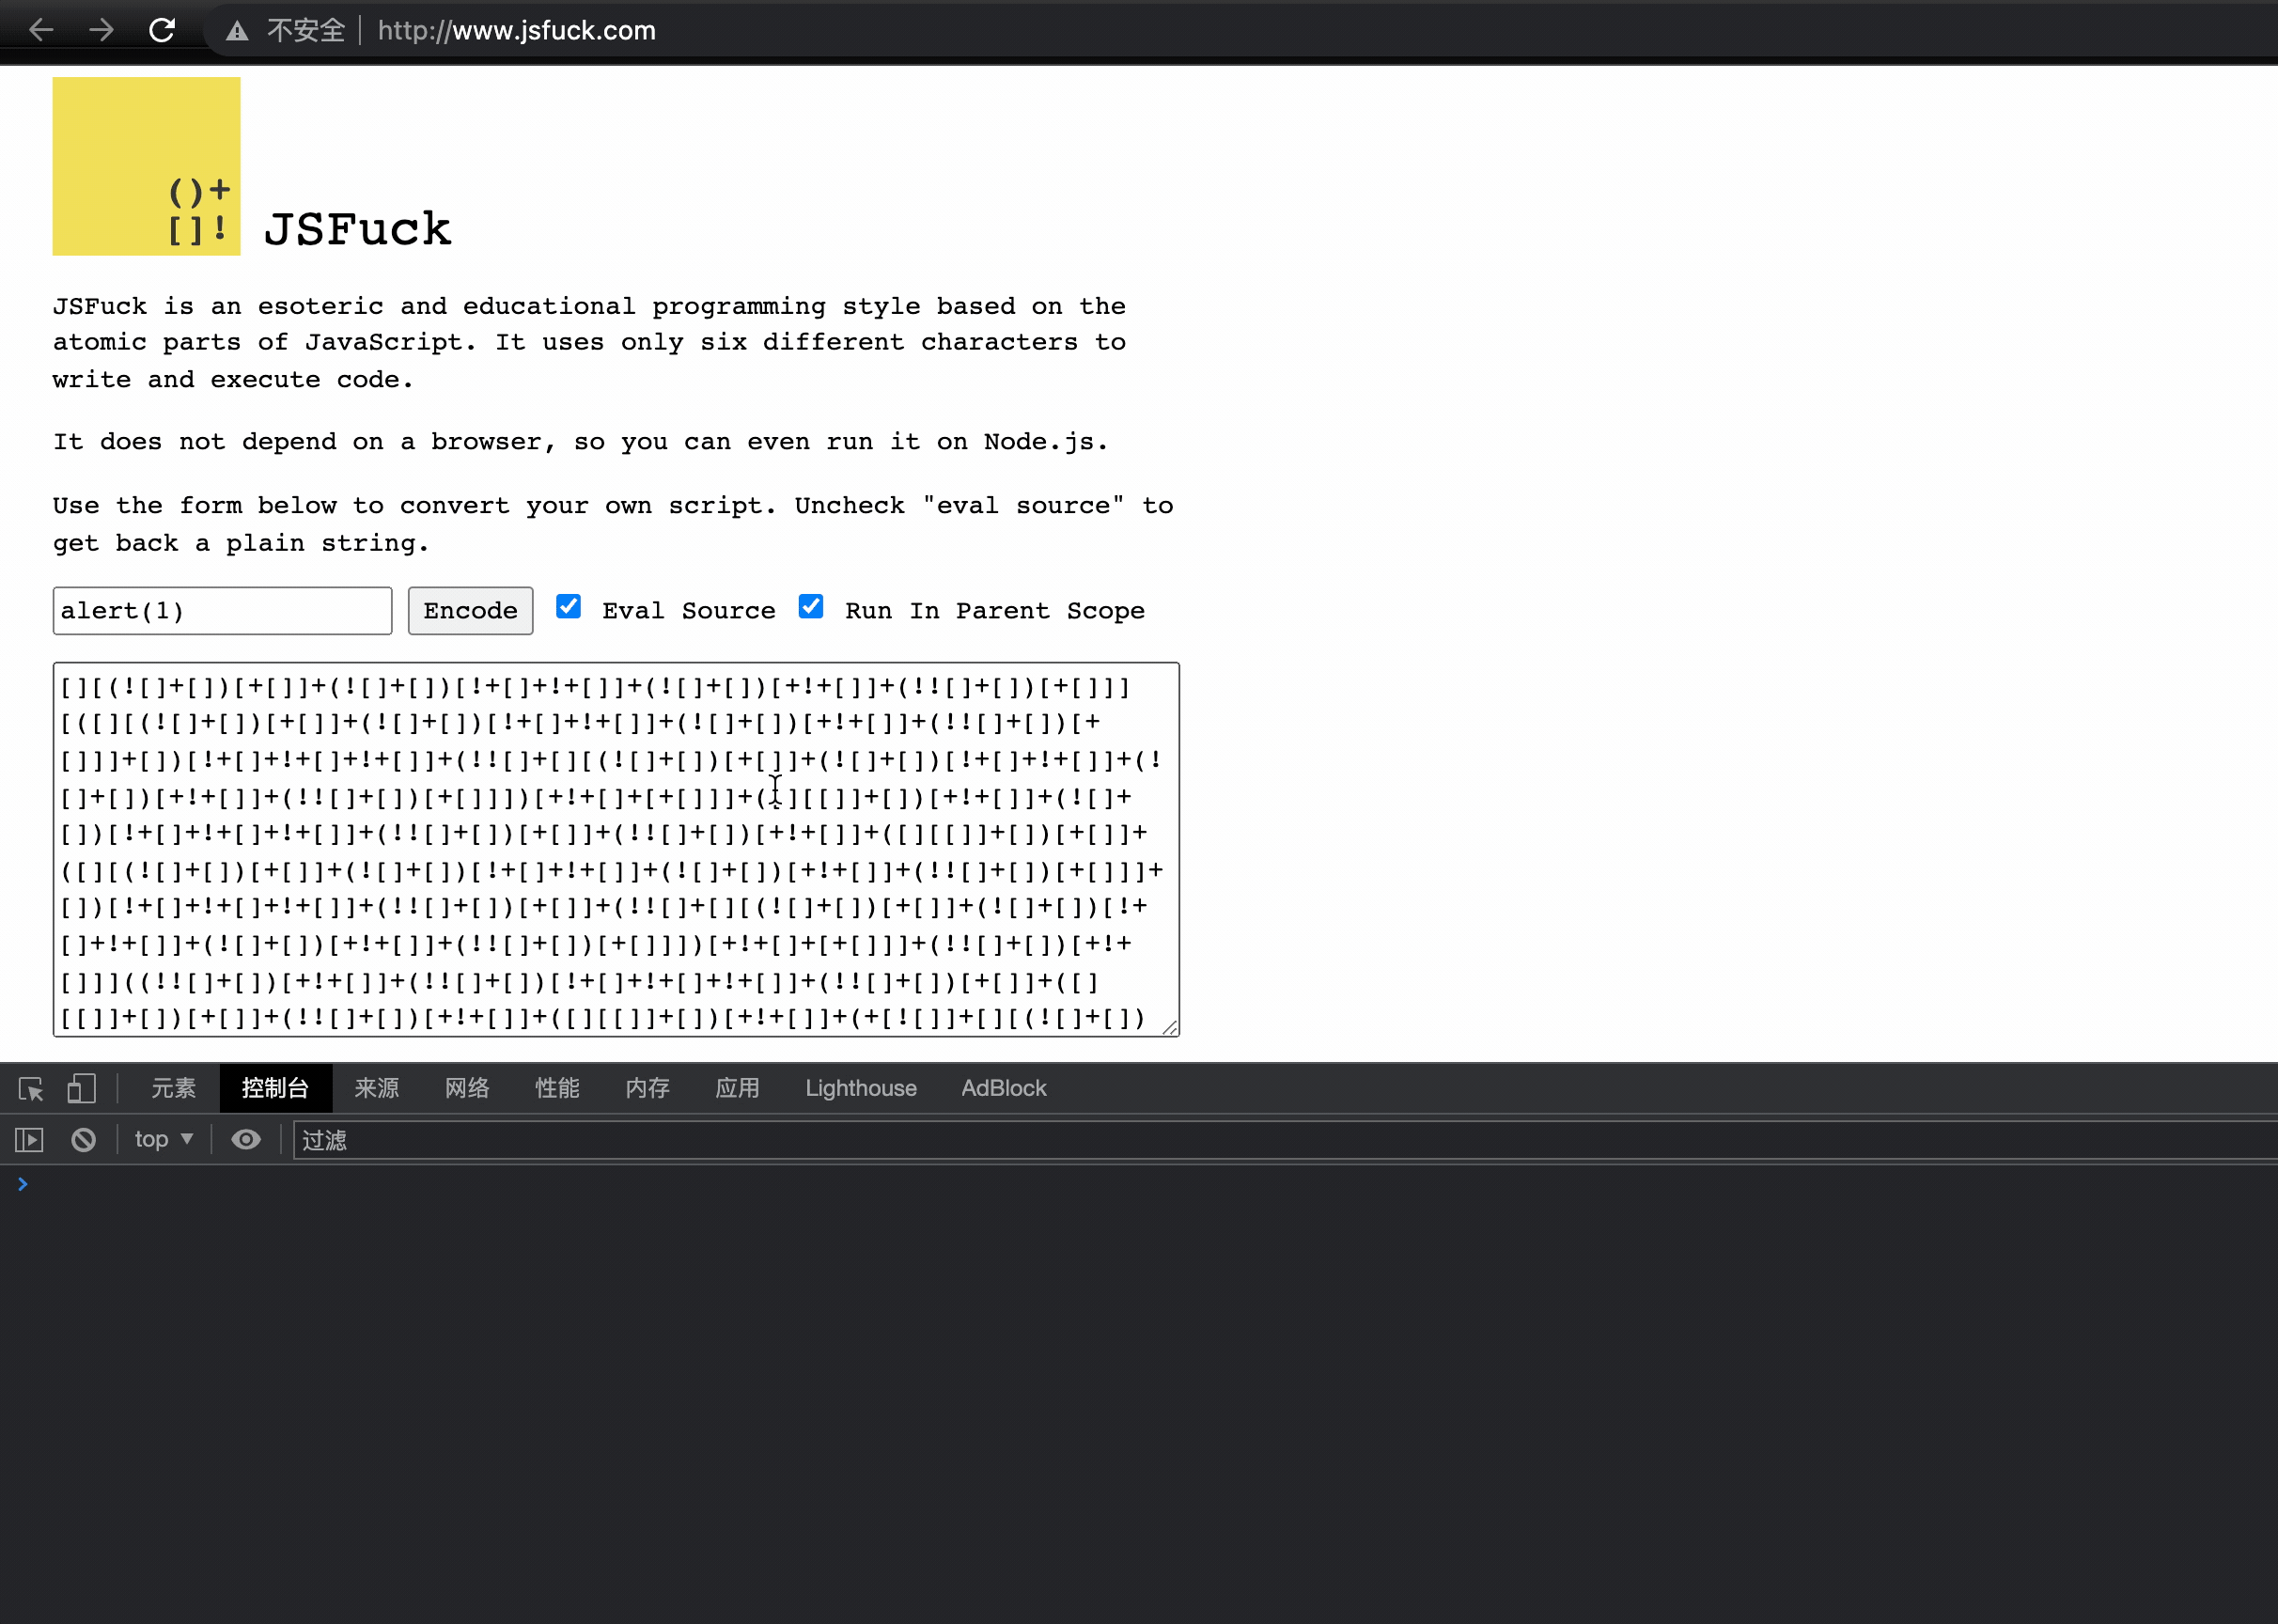 不安全 | http://www.jsfuck.com
()+
[]!
JSFuck
JSFuck is an esoteric and educational programming style based on the
atomic parts of JavaScript. It uses only six different characters to
write and execute code.
It does not depend on a browser, so you can even run it on Node.js.
Use the form below to convert your own script. Uncheck "eval source" to
get back a plain string.
alert(1) Encode Eval Source Run In Parent Scope
[][(![]+[])[+[]]+(![]+[])[!+[]+!+[]]+(![]+[])[+!+[]]+(!![]+[])[+[]]]
[([][(![]+[])[+[]]+(![]+[])[!+[]+!+[]]+(![]+[])[+!+[]]+(!![]+[])[+
[]]]+[])[!+[]+!+[]+!+[]]+(!![]+[][(![]+[])[+[]]+(![]+[])[!+[]+!+[]]+(!
[]+[])[+!+[]]+(!![]+[])[+[]]])[+!+[]+[+[]]]+([][[]]+[])[+!+[]]+(![]+
[])[!+[]+!+[]+!+[]]+(!![]+[])[+[]]+(!![]+[])[+!+[]]+([][[]]+[])[+[]]+
([][(![]+[])[+[]]+(![]+[])[!+[]+!+[]]+(![]+[])[+!+[]]+(!![]+[])[+[]]]+
[])[!+[]+!+[]+!+[]]+(!![]+[])[+[]]+(!![]+[][(![]+[])[+[]]+(![]+[])[!+
[]+!+[]]+(![]+[])[+!+[]]+(!![]+[])[+[]]])[+!+[]+[+[]]]+(!![]+[])[+!+
[]]]((!![]+[])[+!+[]]+(!![]+[])[!+[]+!+[]+!+[]]+(!![]+[])[+[]]+([]
[[]]+[])[+[]]+(!![]+[])[+!+[]]+([][[]]+[])[+!+[]]+(+[![]]+[][(![]+[])
元素 控制台 来源 网络 性能 内存 应用 Lighthouse AdBlock
top ▼ 过滤